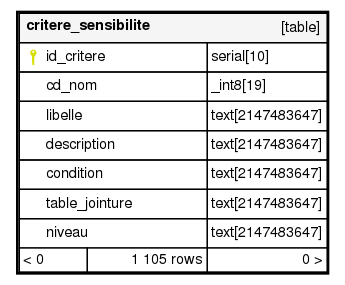 critere_sensibilite [table]
id_critere serial[10]
cd_nom _int8[19]
libelle text[2147483647]
description text[2147483647]
condition text[2147483647]
table_jointure text[2147483647]
niveau text[2147483647]
< 0 1 105 rows 0 >